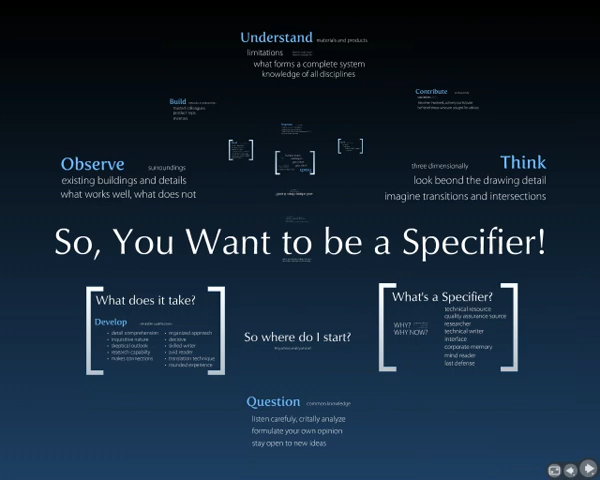 Understand materials and products
limitations
what forms a complete system
knowledge of all disciplines
Build
Contribute
Observe surroundings
existing buildings and details
what works well, what does not
three dimensionally Think
look beond the drawing detail
imagine transitions and intersections
So, You Want to be a Specifier!
What does it take?
Develop
detail comprehension
inquisitive nature
skeptical outlook
research capability
makes connections
organized approach
decisive
skilled writer
avid reader
translation technique
rounded experience
So where do I start?
What's a Specifier?
WHY?
WHY NOW?
technical resource
quality assurance source
researcher
technical writer
interface
corporate memory
mind reader
last defense
Question common knowledge
listen carefuly, critally analyze
formulate your own opinion
stay open to new ideas